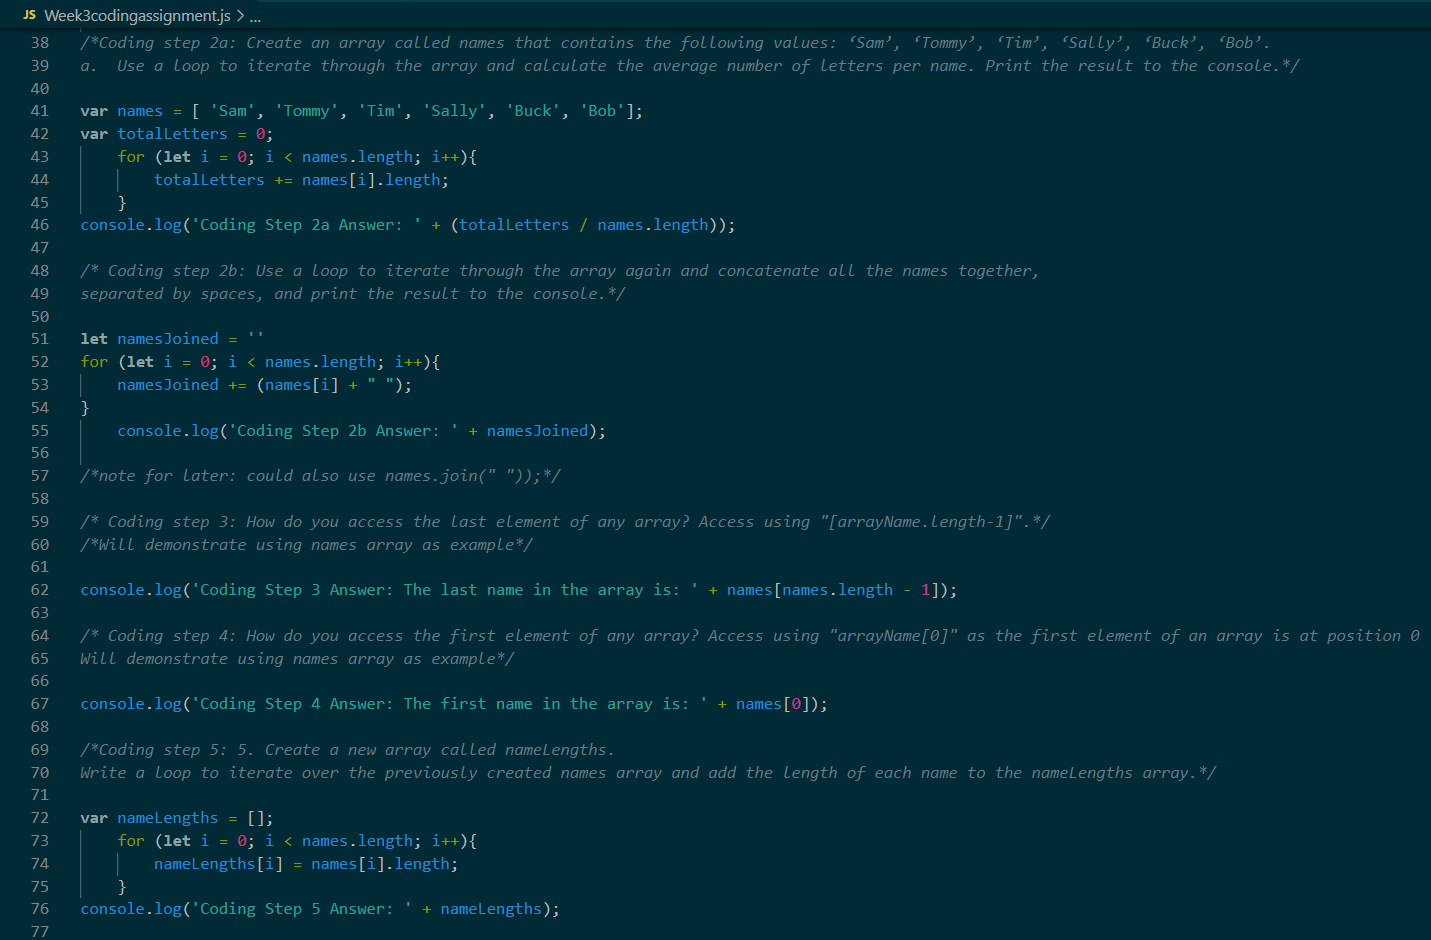 JS Week3codingassignment.js > ...
38 /*Coding step 2a: Create an array called names that contains the following values: ‘Sam’, ‘Tommy’, ‘Tim’, ‘Sally’, ‘Buck’, ‘Bob’.
39 a.  Use a loop to iterate through the array and calculate the average number of letters per name. Print the result to the console.*/
40
41 var names = [ 'Sam', 'Tommy', 'Tim', 'Sally', 'Buck', 'Bob'];
42 var totalLetters = 0;
43     for (let i = 0; i < names.length; i++){
44         totalLetters += names[i].length;
45     }
46 console.log('Coding Step 2a Answer: ' + (totalLetters / names.length));
47
48 /* Coding step 2b: Use a loop to iterate through the array again and concatenate all the names together,
49 separated by spaces, and print the result to the console.*/
50
51 let namesJoined = ''
52 for (let i = 0; i < names.length; i++){
53     namesJoined += (names[i] + " ");
54 }
55     console.log('Coding Step 2b Answer: ' + namesJoined);
56
57 /*note for later: could also use names.join(" "));*/
58
59 /* Coding step 3: How do you access the last element of any array? Access using "[arrayName.length-1]".*/
60 /*Will demonstrate using names array as example*/
61
62 console.log('Coding Step 3 Answer: The last name in the array is: ' + names[names.length - 1]);
63
64 /* Coding step 4: How do you access the first element of any array? Access using "arrayName[0]" as the first element of an array is at position 0
65 Will demonstrate using names array as example*/
66
67 console.log('Coding Step 4 Answer: The first name in the array is: ' + names[0]);
68
69 /*Coding step 5: 5. Create a new array called nameLengths.
70 Write a loop to iterate over the previously created names array and add the length of each name to the nameLengths array.*/
71
72 var nameLengths = [];
73     for (let i = 0; i < names.length; i++){
74         nameLengths[i] = names[i].length;
75     }
76 console.log('Coding Step 5 Answer: ' + nameLengths);
77